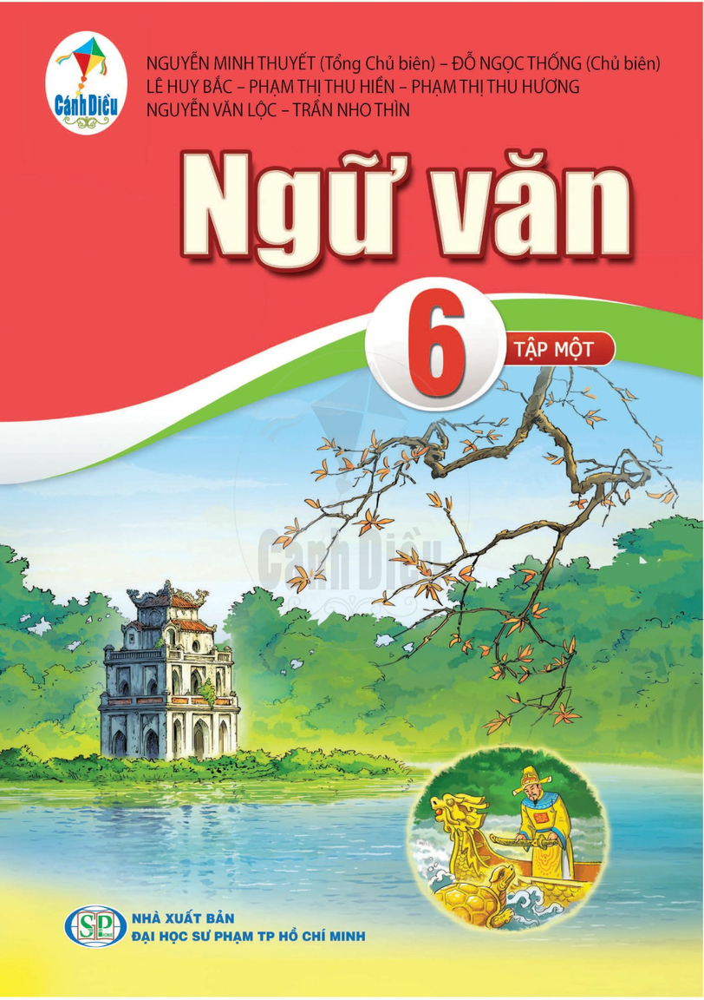 Cánh Diều
NGUYỄN MINH THUYẾT (Tổng Chủ biên) – ĐỖ NGỌC THỐNG (Chủ biên)
LÊ HUY BẮC – PHẠM THỊ THU HIỀN – PHẠM THỊ THU HƯƠNG
NGUYỄN VĂN LỘC – TRẦN NHO THÌN
Ngữ văn
6
TẬP MỘT
Cánh Diều
SP
NHÀ XUẤT BẢN
ĐẠI HỌC SƯ PHẠM TP HỒ CHÍ MINH